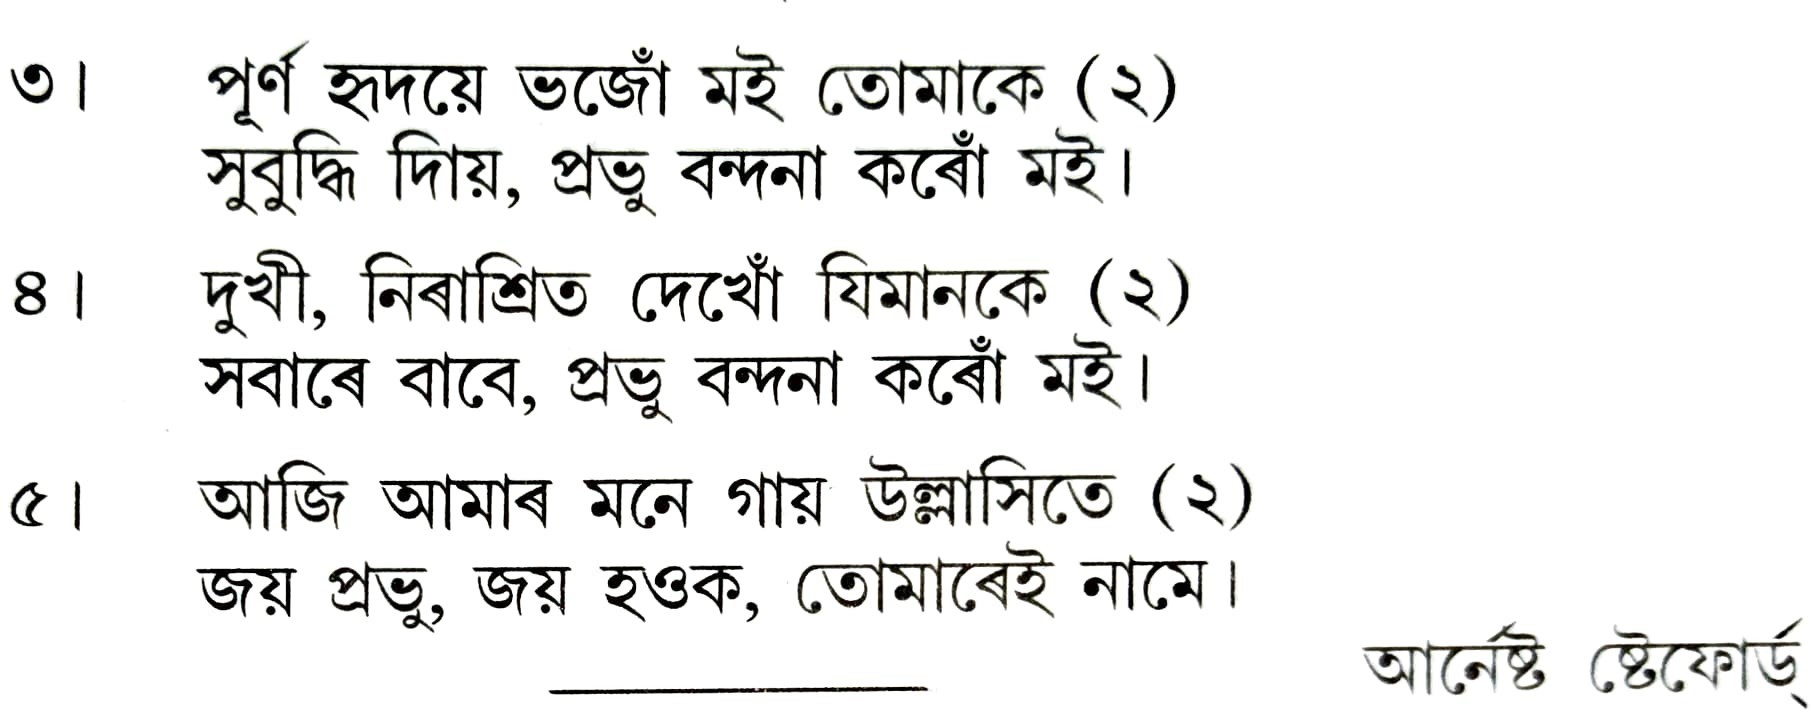 ৩। পূৰ্ণ হৃদয়ে ভজোঁ মই তোমাকে (২)
সুবুদ্ধি দিায়, প্ৰভু বন্দনা কৰোঁ মই।
৪। দুখী, নিৰাশ্ৰিত দেখোঁ যিমানকে (২)
সবাৰে বাবে, প্ৰভু বন্দনা কৰোঁ মই।
৫। আজি আমাৰ মনে গায় উল্লাসিতে (২)
জয় প্ৰভু, জয় হওক, তোমাৰেই নামে।
আৰ্নেষ্ট ষ্টেফোৰ্ড্